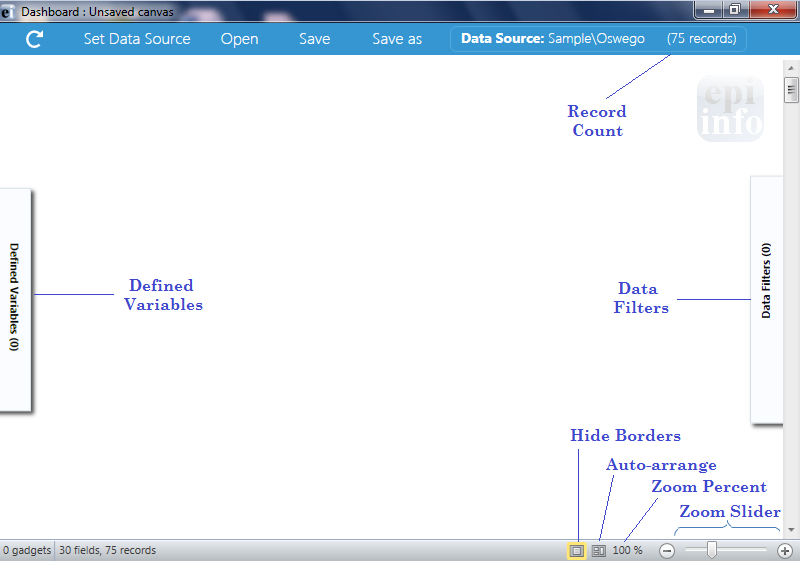 ei Dashboard : Unsaved canvas
Set Data Source Open Save Save as Data Source: Sample\Oswego (75 records)
epi
info
Record
Count
Defined Variables (0)
Defined
Variables
Data
Filters
Data Filters (0)
Hide Borders
Auto-arrange
Zoom Percent
Zoom Slider
0 gadgets 30 fields, 75 records 100 %